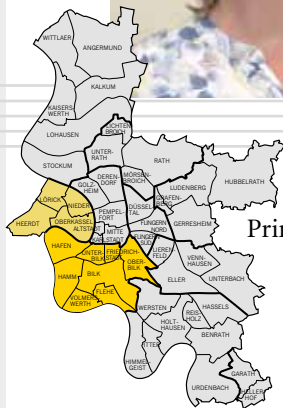 WITTLAER
ANGERMUND
KALKUM
KAISERS
WERTH
LOHAUSEN
LICHTEN
BROICH
UNTER-
RATH
STOCKUM
RATH
HUBBELRATH
DEREN-
DORF
MÖRSEN-
BROICH
LUDENBERG
GOLZ-
HEIM
LÖRICK
NIEDER
GRAFEN-
BERG
DÜSSEL-
TAL
PEMPEL-
FORT
HEERDT
OBERKASSEL
ALTSTADT
FLINGERN
NORD
GERRESHEIM
MITTE
KARLSTADT
FLINGERN
SÜD
Prin
HAFEN
UNTER-
BILK
FRIEDRICH-
STADT
OBER-
BILK
LIEREN-
FELD
VENN-
HAUSEN
HAMM
BILK
ELLER
UNTERBACH
FLEHE
VOLMERS
WERTH
WERSTEN
HASSELS
REIS-
HOLZ
HOLT-
HAUSEN
BENRATH
ITTER
HIMMEL-
GEIST
GARATH
URDENBACH
HELLER
HOF